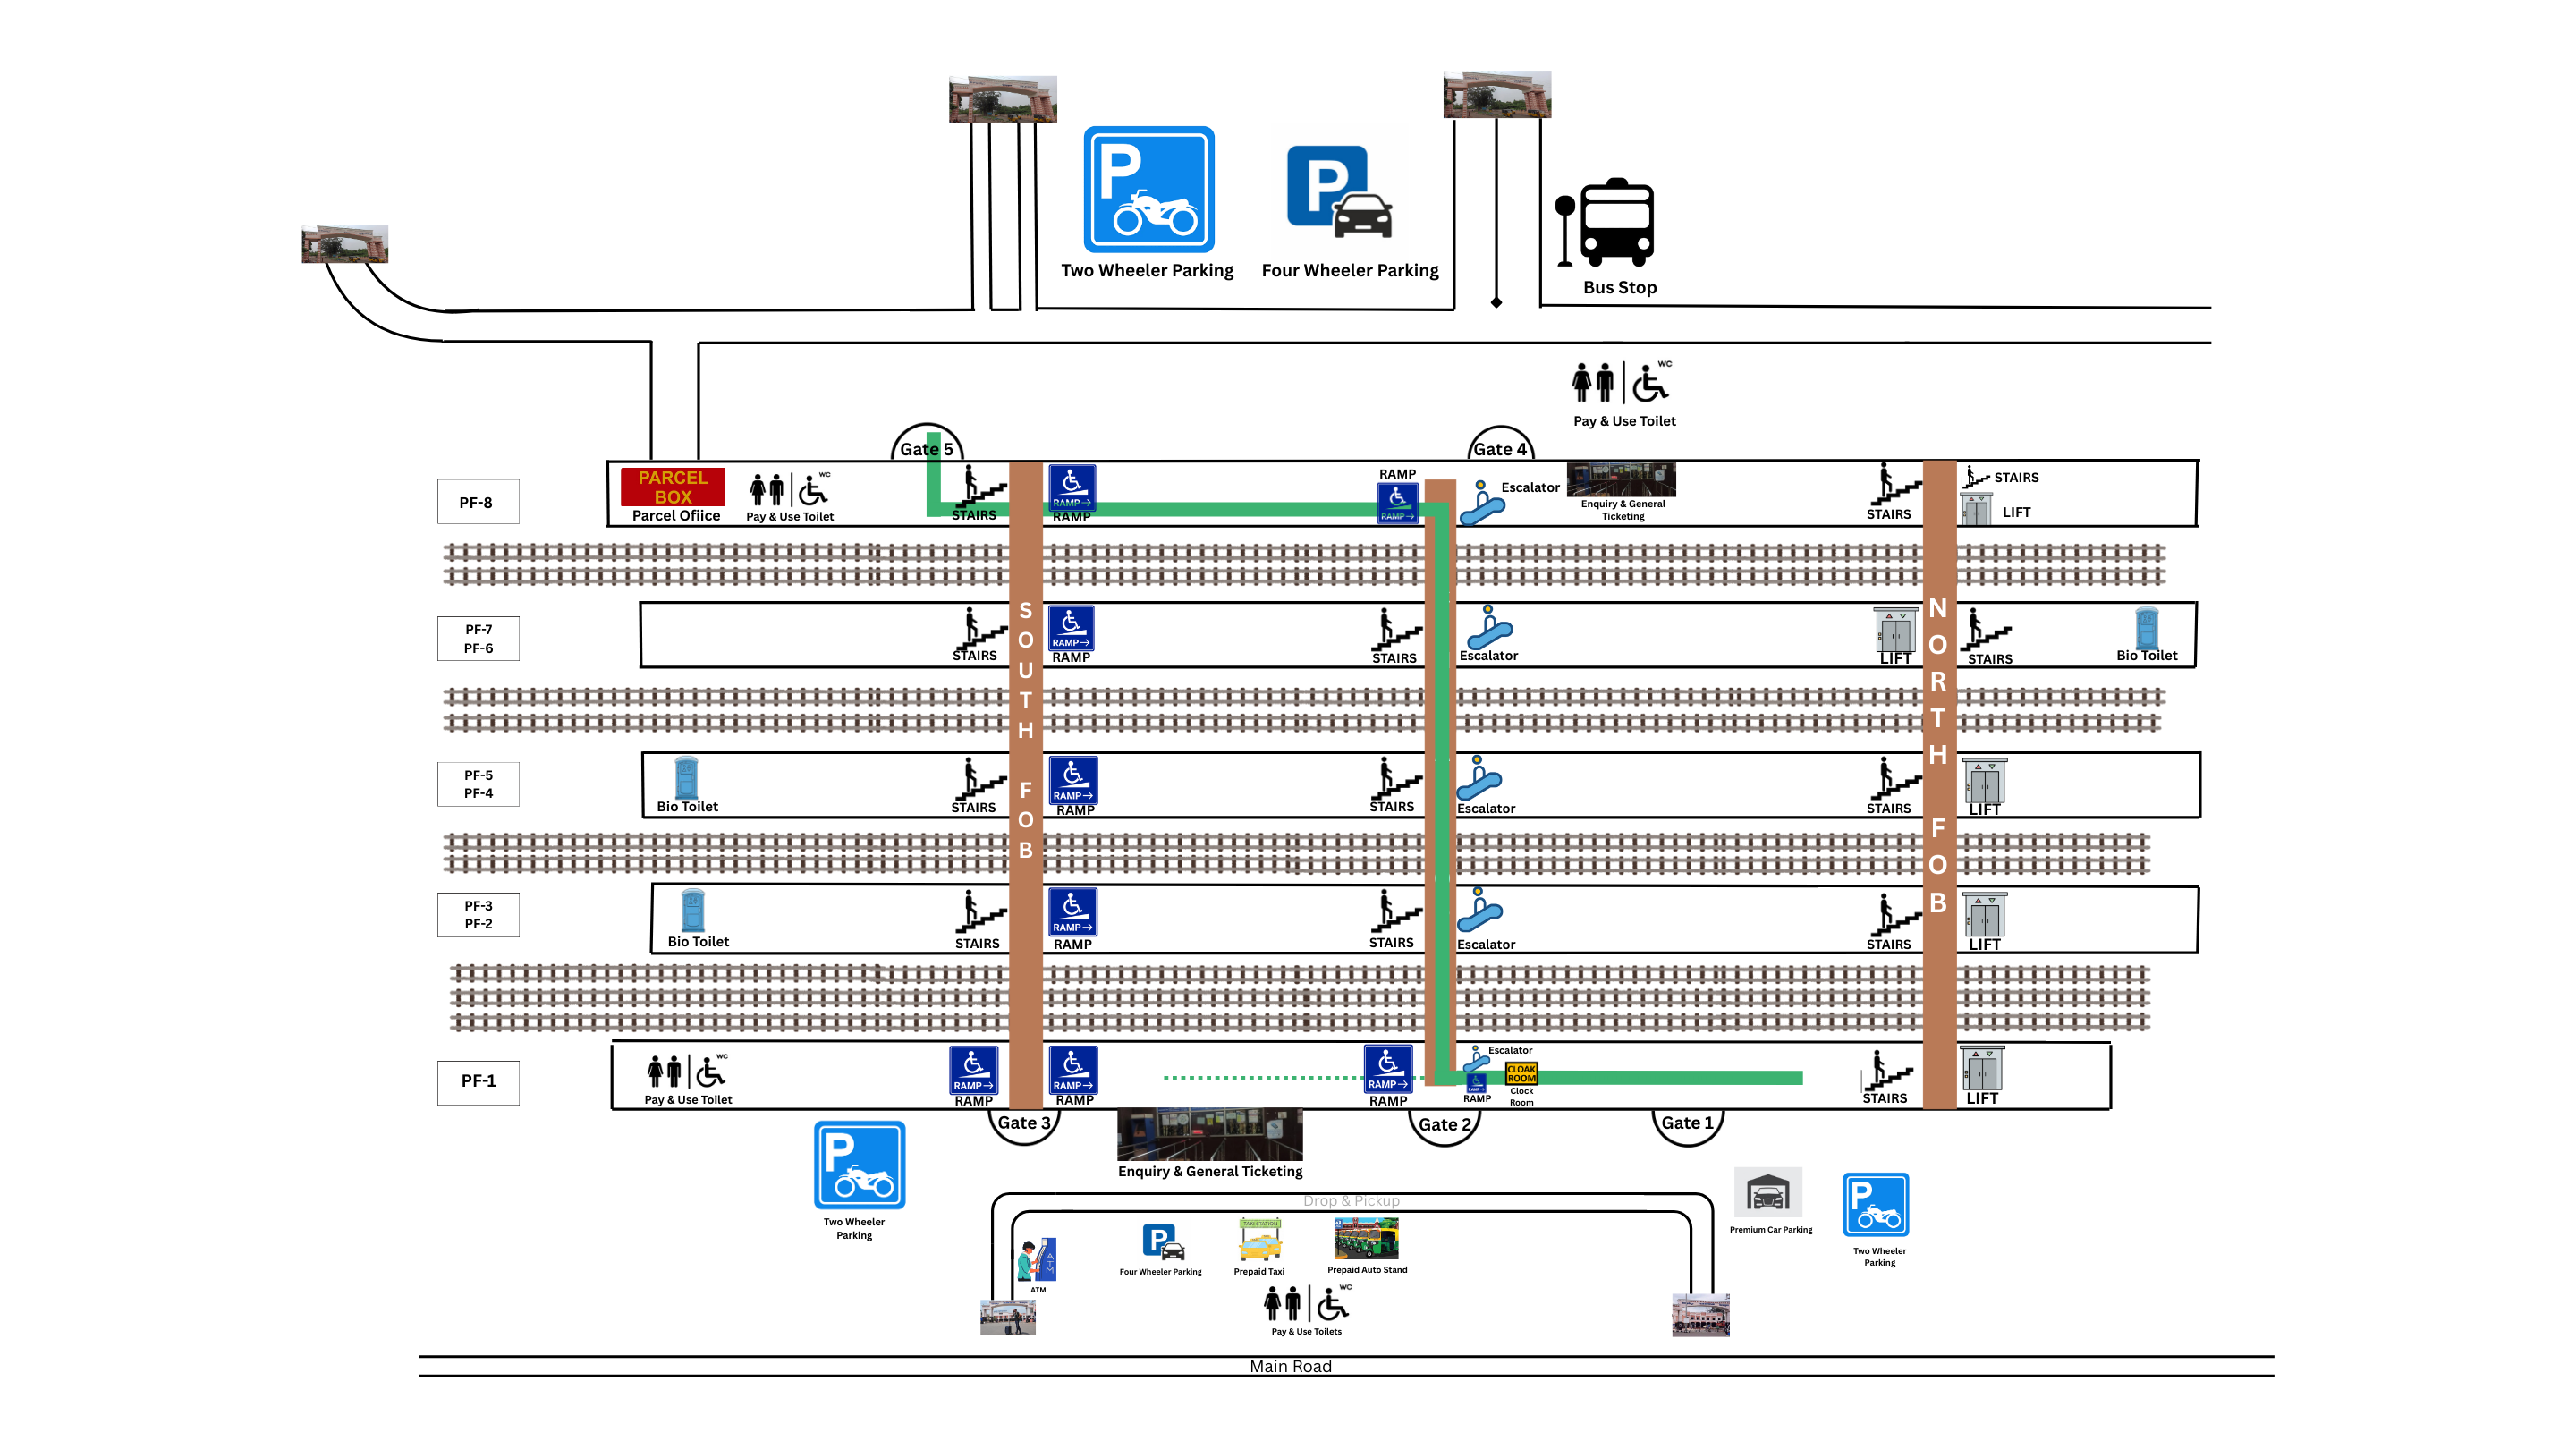 P
Two Wheeler Parking
P
Four Wheeler Parking
Bus Stop
WC
Pay & Use Toilet
Gate 5
Gate 4
PF-8
PARCEL
BOX
Parcel Ofiice
WC
Pay & Use Toilet
STAIRS
RAMP→
RAMP
RAMP
RAMP→
Escalator
Enquiry & General
Ticketing
STAIRS
STAIRS
LIFT
PF-7
PF-6
STAIRS
RAMP→
RAMP
STAIRS
Escalator
LIFT
STAIRS
Bio Toilet
SOUTH FOB
NORTH FOB
PF-5
PF-4
Bio Toilet
STAIRS
RAMP→
RAMP
STAIRS
Escalator
STAIRS
LIFT
PF-3
PF-2
Bio Toilet
STAIRS
RAMP→
RAMP
STAIRS
Escalator
STAIRS
LIFT
PF-1
WC
Pay & Use Toilet
RAMP→
RAMP
RAMP→
RAMP
RAMP→
RAMP
Escalator
RAMP
CLOAK
ROOM
Clock
Room
STAIRS
LIFT
Gate 3
Gate 2
Gate 1
Enquiry & General Ticketing
P
Two Wheeler
Parking
Drop & Pickup
ATM
ATM
P
Four Wheeler Parking
TAXI STATION
Prepaid Taxi
Prepaid Auto Stand
WC
Pay & Use Toilets
Premium Car Parking
P
Two Wheeler
Parking
Main Road